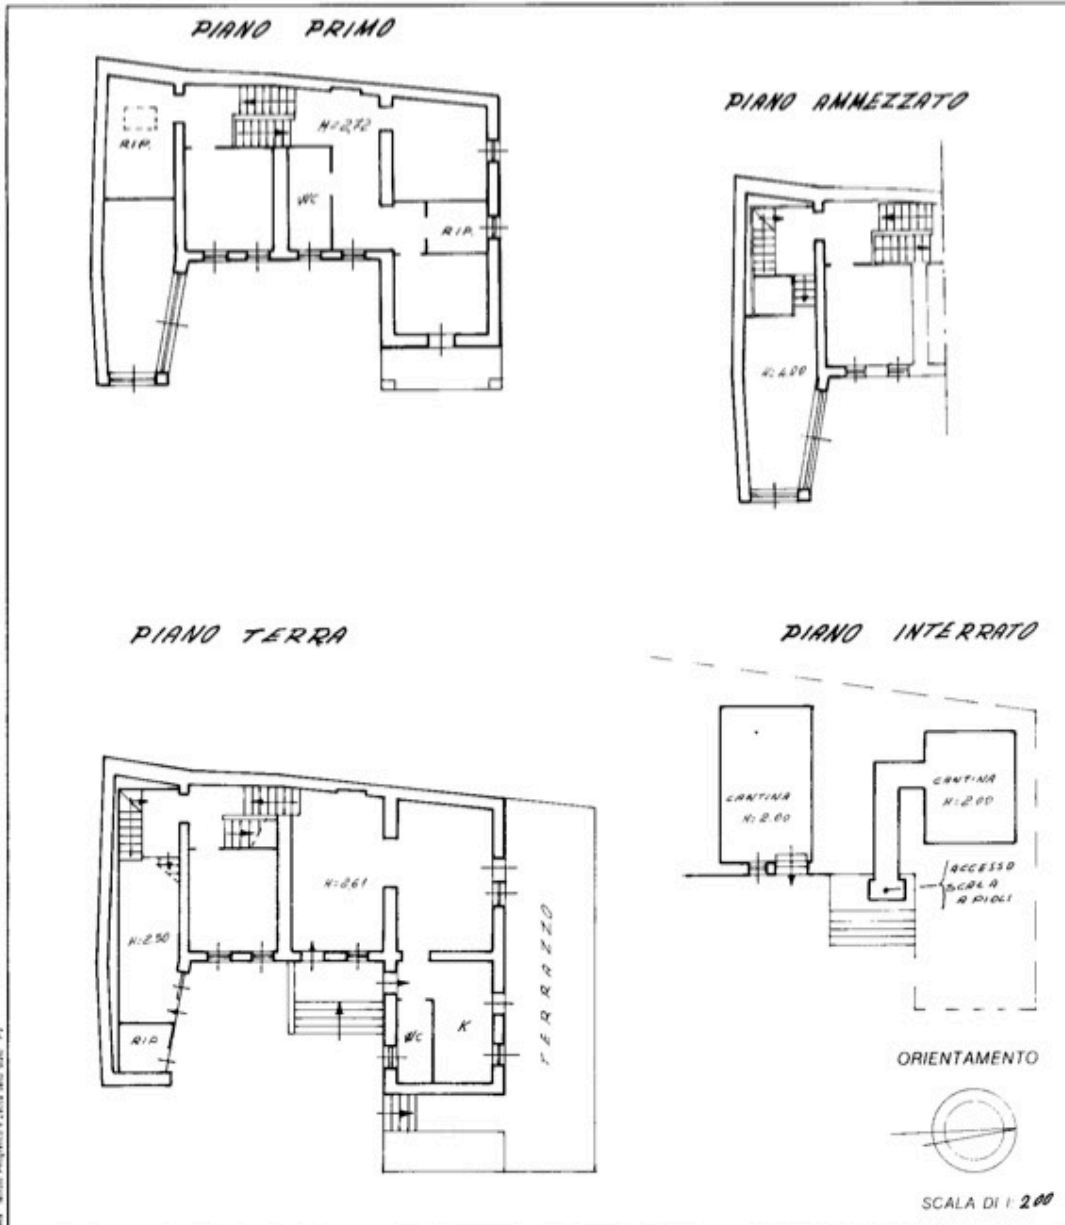 PIANO PRIMO
PIANO AMMEZZATO
RIP.
H=2,72
WC
RIP.
H:4.00
PIANO TERRA
PIANO INTERRATO
CANTINA
H:2.00
CANTINA
H:2.00
ACCESSO
SCALA
A PIOLI
H=2,61
H:2.50
RIP
WC
K
TERRAZZO
ORIENTAMENTO
SCALA DI 1:200